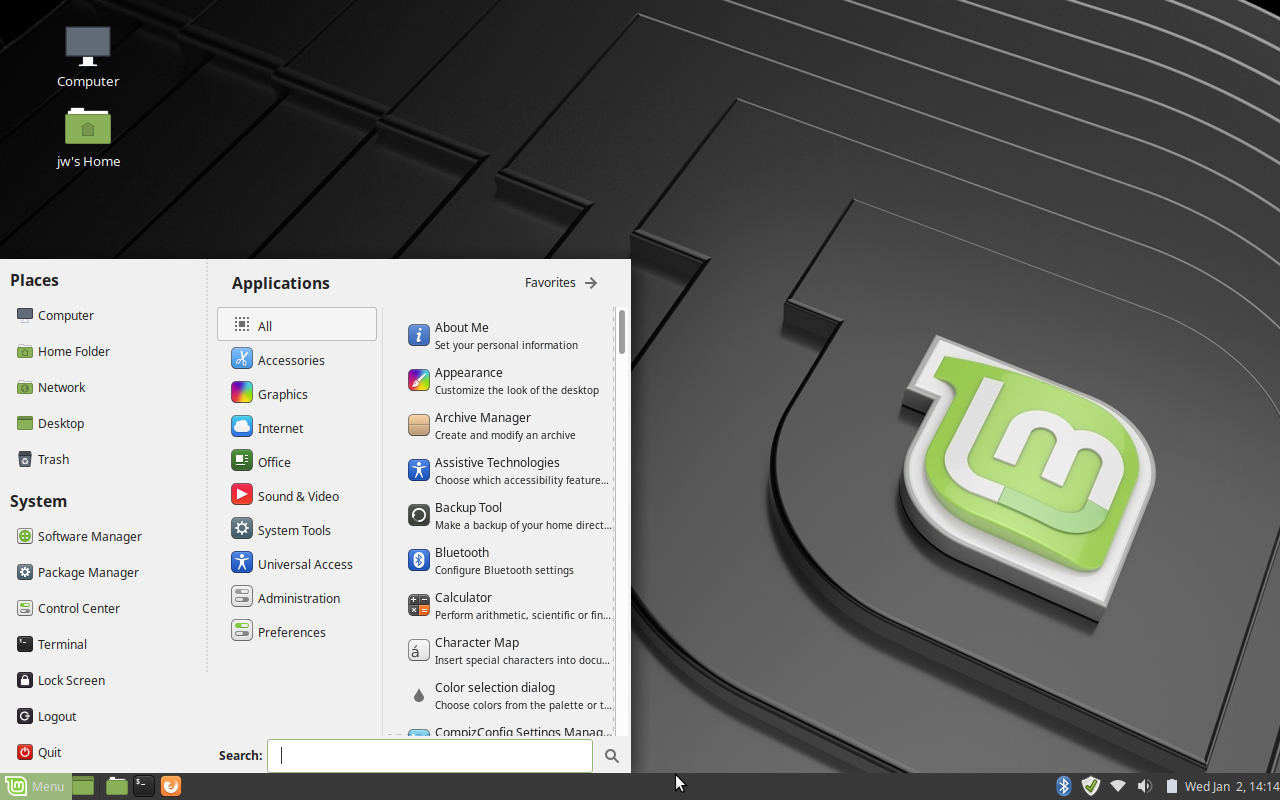 Computer
jw's Home
Places
Computer
Home Folder
Network
Desktop
Trash
System
Software Manager
Package Manager
Control Center
Terminal
Lock Screen
Logout
Quit
Applications
Favorites
All
Accessories
Graphics
Internet
Office
Sound & Video
System Tools
Universal Access
Administration
Preferences
About Me
Set your personal information
Appearance
Customize the look of the desktop
Archive Manager
Create and modify an archive
Assistive Technologies
Choose which accessibility feature...
Backup Tool
Make a backup of your home direct...
Bluetooth
Configure Bluetooth settings
Calculator
Perform arithmetic, scientific or fin...
Character Map
Insert special characters into docu...
Color selection dialog
Choose colors from the palette or t...
CompizConfig Settings Manag...
Search:
Menu
Wed Jan 2, 14:14